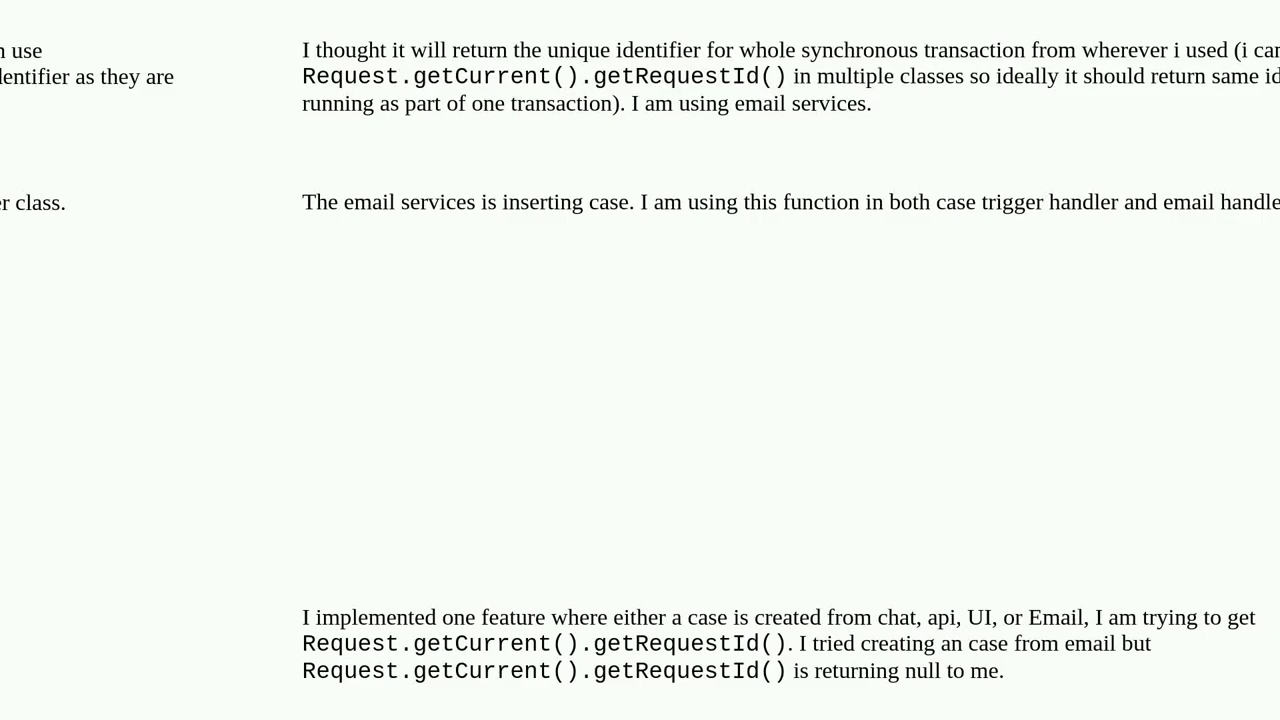 n use
dentifier as they are
er class.
I thought it will return the unique identifier for whole synchronous transaction from wherever i used (i can
Request.getCurrent().getRequestId() in multiple classes so ideally it should return same id
running as part of one transaction). I am using email services.
The email services is inserting case. I am using this function in both case trigger handler and email handle
I implemented one feature where either a case is created from chat, api, UI, or Email, I am trying to get
Request.getCurrent().getRequestId(). I tried creating an case from email but
Request.getCurrent().getRequestId() is returning null to me.